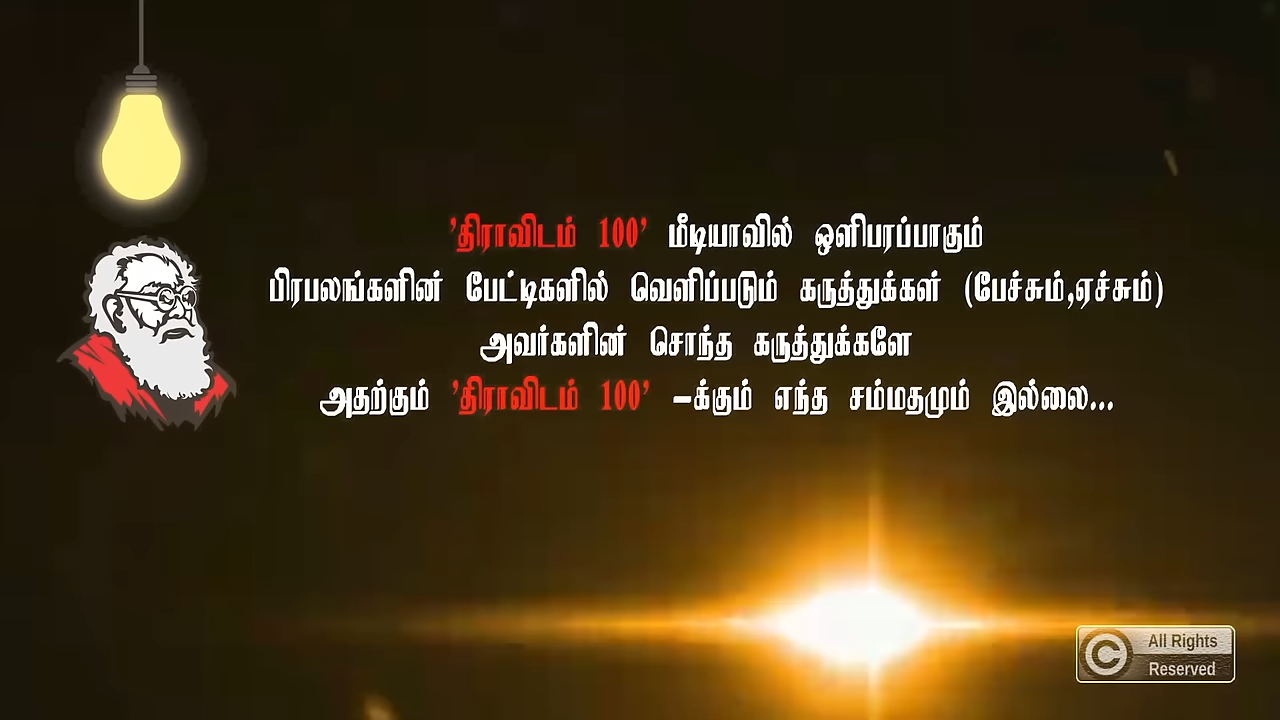 'திராவிடம் 100' மீடியாவில் ஒளிபரப்பாகும்
பிரபலங்களின் பேட்டிகளில் வெளிப்படும் கருத்துக்கள் (பேச்சும்,ஏச்சும்)
அவர்களின் சொந்த கருத்துக்களே
அதற்கும் 'திராவிடம் 100' -க்கும் எந்த சம்மதமும் இல்லை...
© All Rights
Reserved